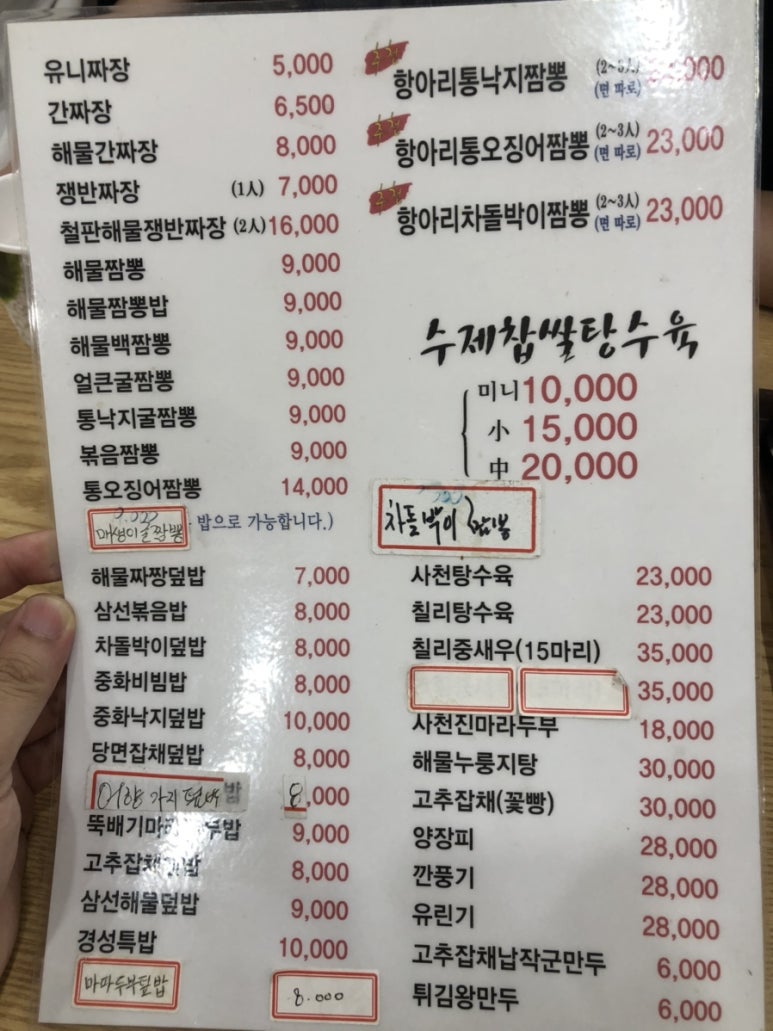 유니짜장 5,000
간짜장 6,500
해물간짜장 8,000
쟁반짜장 (1人) 7,000
철판해물쟁반짜장 (2人) 16,000
해물짬뽕 9,000
해물짬뽕밥 9,000
해물백짬뽕 9,000
얼큰굴짬뽕 9,000
통낙지굴짬뽕 9,000
볶음짬뽕 9,000
통오징어짬뽕 14,000
매생이굴짬뽕 밥으로 가능합니다.)
해물짜장덮밥 7,000
삼선볶음밥 8,000
차돌박이덮밥 8,000
중화비빔밥 8,000
중화낙지덮밥 10,000
당면잡채덮밥 8,000
어향가지덮밥 8,000
뚝배기마 부밥 9,000
고추잡채 밥 8,000
삼선해물덮밥 9,000
경성특밥 10,000
마파두부덮밥 8.000
추천 항아리통낙지짬뽕 (면 따로)
추천 항아리통오징어짬뽕 (2~3人) (면 따로) 23,000
추천 항아리차돌박이짬뽕 (2~3人) (면 따로) 23,000
수제찹쌀탕수육
미니 10,000
小 15,000
中 20,000
차돌박이짬뽕
사천탕수육 23,000
칠리탕수육 23,000
칠리중새우(15마리) 35,000
35,000
사천진마라두부 18,000
해물누룽지탕 30,000
고추잡채(꽃빵) 30,000
양장피 28,000
깐풍기 28,000
유린기 28,000
고추잡채납작군만두 6,000
튀김왕만두 6,000